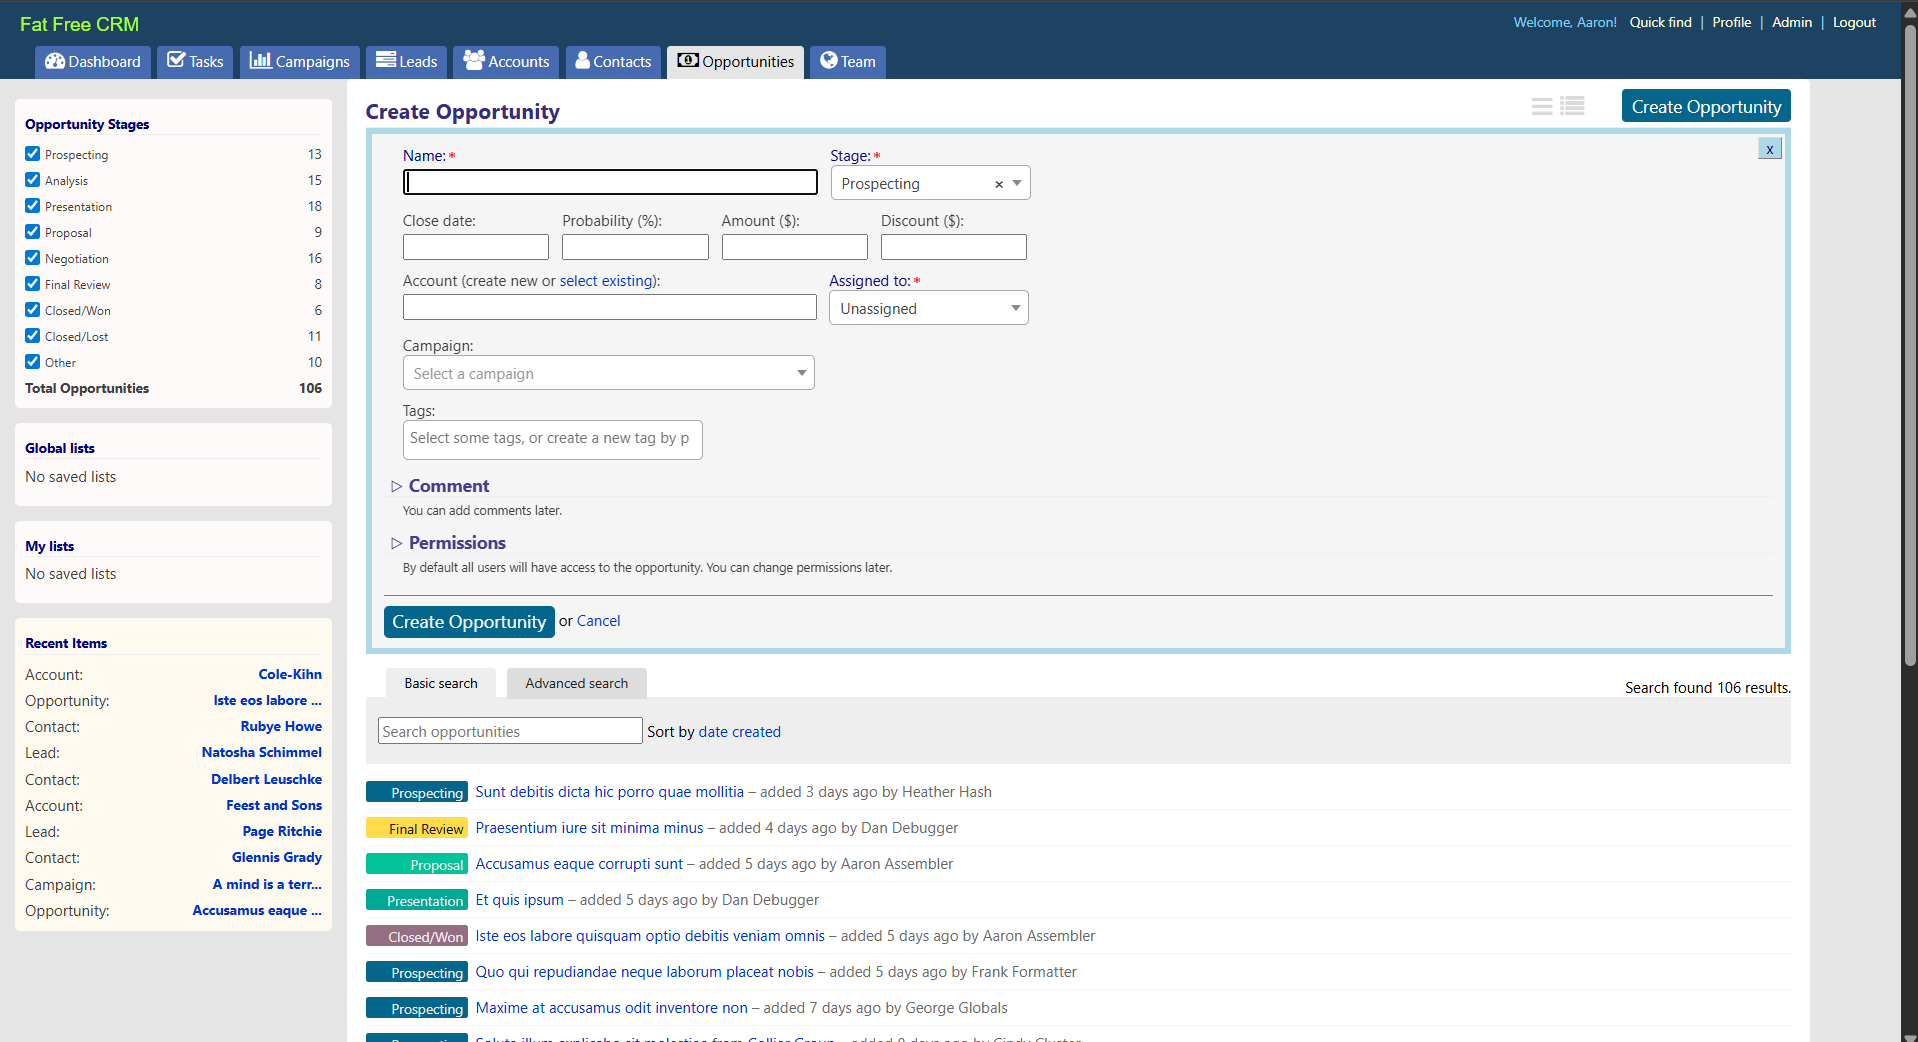 Fat Free CRM
Welcome, Aaron! Quick find | Profile | Admin | Logout
Dashboard Tasks Campaigns Leads Accounts Contacts Opportunities Team
Opportunity Stages
Prospecting 13
Analysis 15
Presentation 18
Proposal 9
Negotiation 16
Final Review 8
Closed/Won 6
Closed/Lost 11
Other 10
Total Opportunities 106
Global lists
No saved lists
My lists
No saved lists
Recent Items
Account: Cole-Kihn
Opportunity: Iste eos labore ...
Contact: Rubye Howe
Lead: Natosha Schimmel
Contact: Delbert Leuschke
Account: Feest and Sons
Lead: Page Ritchie
Contact: Glennis Grady
Campaign: A mind is a terr...
Opportunity: Accusamus eaque ...
Create Opportunity
Create Opportunity
x
Name: * Stage: *
Prospecting ×
Close date: Probability (%): Amount ($): Discount ($):
Account (create new or select existing): Assigned to: *
Unassigned
Campaign:
Select a campaign
Tags:
Select some tags, or create a new tag by p
Comment
You can add comments later.
Permissions
By default all users will have access to the opportunity. You can change permissions later.
Create Opportunity or Cancel
Basic search Advanced search
Search found 106 results.
Search opportunities Sort by date created
Prospecting Sunt debitis dicta hic porro quae mollitia – added 3 days ago by Heather Hash
Final Review Praesentium iure sit minima minus – added 4 days ago by Dan Debugger
Proposal Accusamus eaque corrupti sunt – added 5 days ago by Aaron Assembler
Presentation Et quis ipsum – added 5 days ago by Dan Debugger
Closed/Won Iste eos labore quisquam optio debitis veniam omnis – added 5 days ago by Aaron Assembler
Prospecting Quo qui repudiandae neque laborum placeat nobis – added 5 days ago by Frank Formatter
Prospecting Maxime at accusamus odit inventore non – added 7 days ago by George Globals